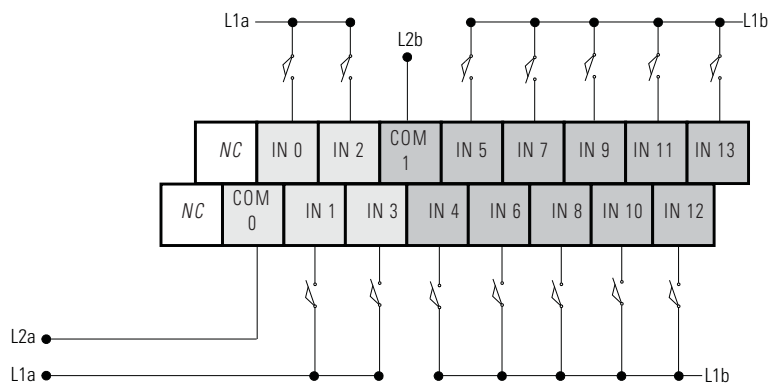 L1a
L1b
L2b
NC
IN 0
IN 2
COM
1
IN 5
IN 7
IN 9
IN 11
IN 13
NC
COM
0
IN 1
IN 3
IN 4
IN 6
IN 8
IN 10
IN 12
L2a
L1a
L1b